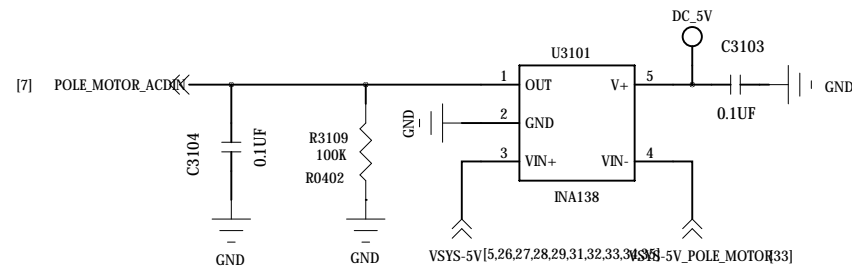 DC_5V
C3103
U3101
[7] POLE_MOTOR_ACDIN
1 OUT V+ 5
GND
0.1UF
2 GND
GND
C3104
0.1UF
R3109
100K
R0402
3 VIN+ VIN- 4
INA138
GND
GND
VSYS-5V [5,26,27,28,29,31,32,33,34,35]
VSYS-5V_POLE_MOTOR [33]